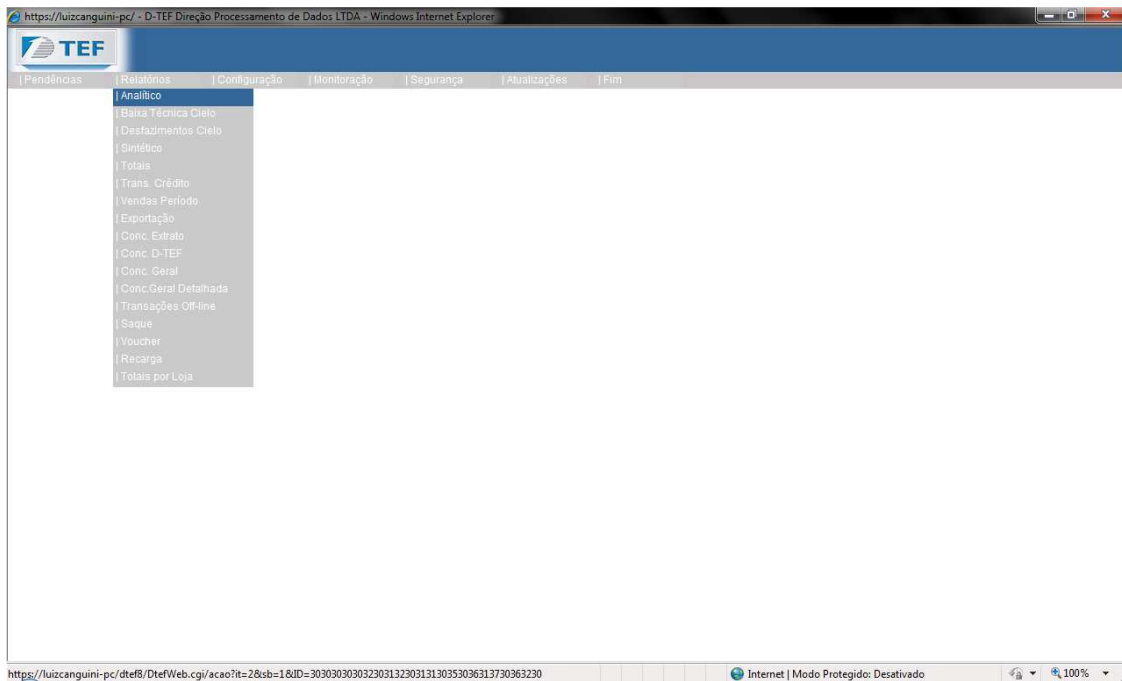 https://luizcanguini-pc/ - D-TEF Direção Processamento de Dados LTDA - Windows Internet Explorer
TEF
| Pendências | Relatórios | Configuração | Monitoração | Segurança | Atualizações | Fim
| Analítico
| Baixa Técnica Cielo
| Desfazimentos Cielo
| Sintético
| Totais
| Trans. Crédito
| Vendas Período
| Exportação
| Conc. Extrato
| Conc. D-TEF
| Conc. Geral
| Conc.Geral Detalhada
| Transações Off-line
| Saque
| Voucher
| Recarga
| Totais por Loja
https://luizcanguini-pc/dtef8/DtefWeb.cgi/acao?it=2&sb=1&ID=30303030303230313230313130353036313730363230 Internet | Modo Protegido: Desativado 100%